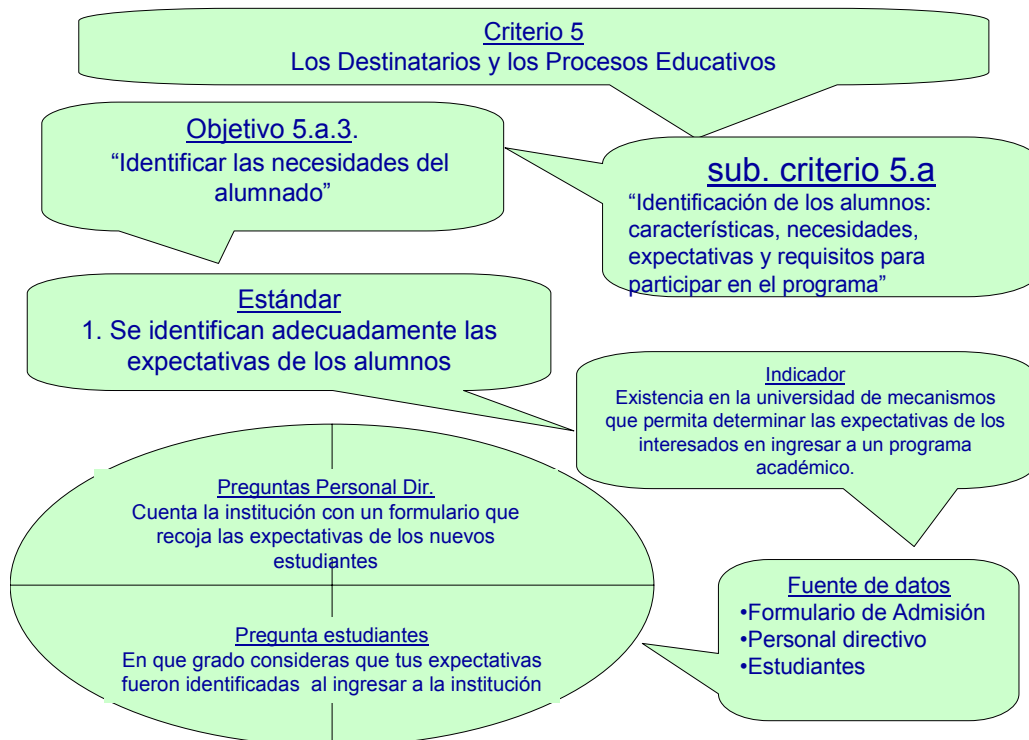 Criterio 5
Los Destinatarios y los Procesos Educativos
Objetivo 5.a.3.
“Identificar las necesidades del
alumnado”
sub. criterio 5.a
“Identificación de los alumnos:
características, necesidades,
expectativas y requisitos para
participar en el programa”
Estándar
1. Se identifican adecuadamente las
expectativas de los alumnos
Indicador
Existencia en la universidad de mecanismos
que permita determinar las expectativas de los
interesados en ingresar a un programa
académico.
Preguntas Personal Dir.
Cuenta la institución con un formulario que
recoja las expectativas de los nuevos
estudiantes
Fuente de datos
•Formulario de Admisión
•Personal directivo
•Estudiantes
Pregunta estudiantes
En que grado consideras que tus expectativas
fueron identificadas al ingresar a la institución